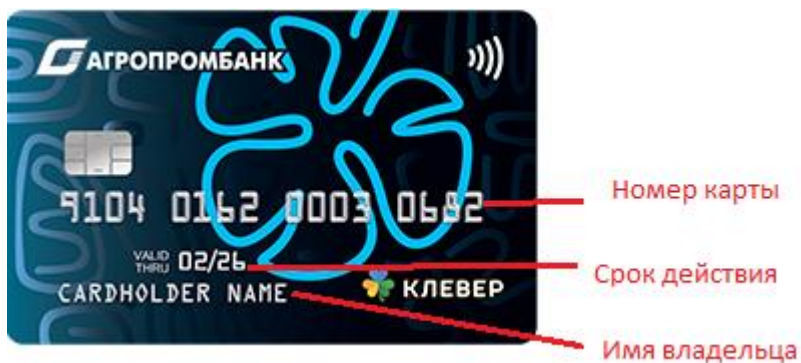 АГРОПРОМБАНК
9104 0162 0003 0682
Номер карты
VALID
THRU 02/26
Срок действия
CARDHOLDER NAME
КЛЕВЕР
Имя владельца